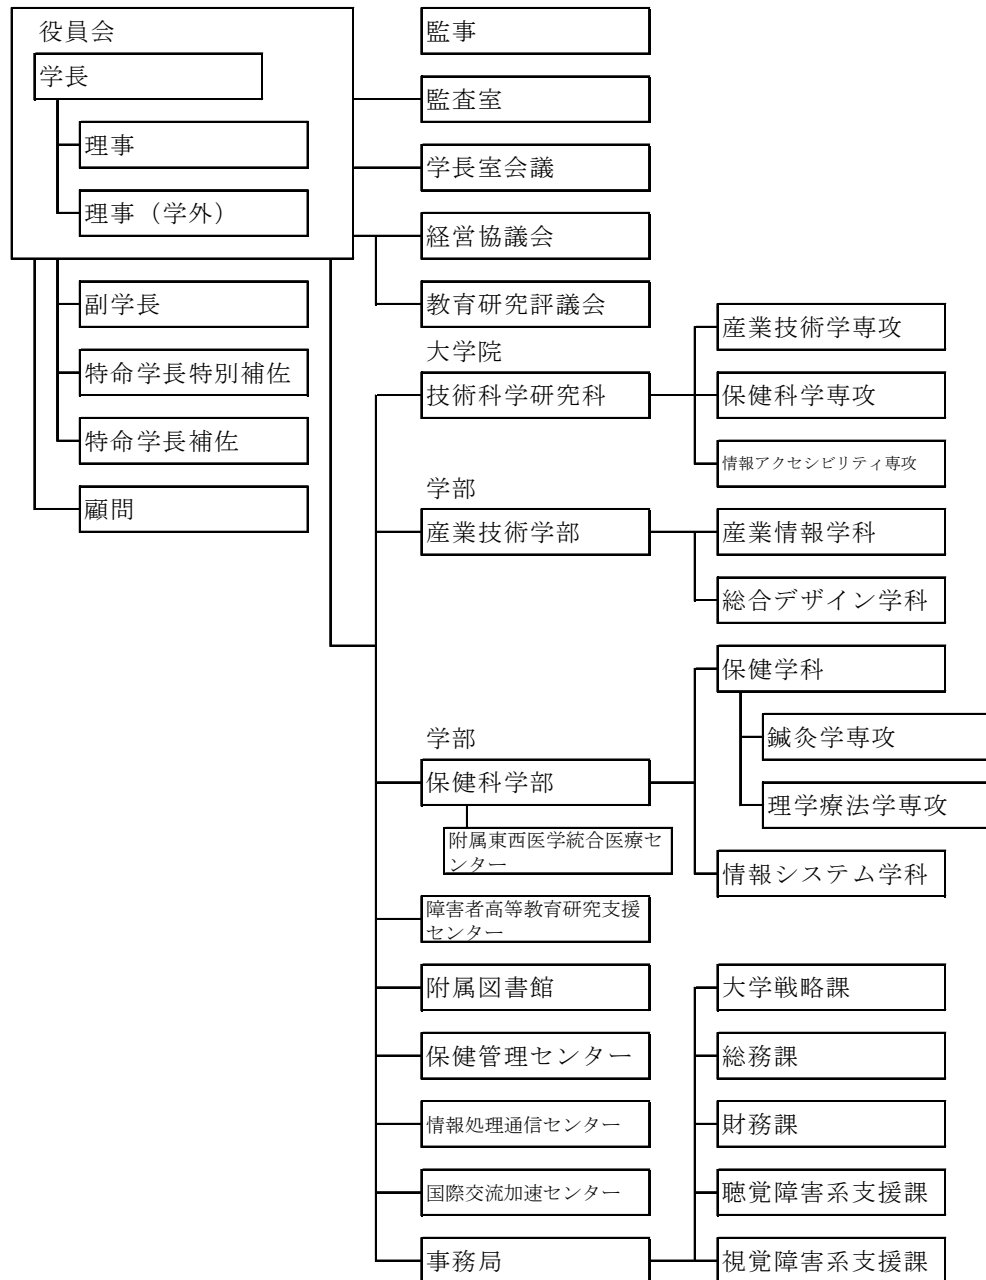 役員会
学長
理事
理事（学外）
副学長
特命学長特別補佐
特命学長補佐
顧問
監事
監査室
学長室会議
経営協議会
教育研究評議会
大学院
技術科学研究科
産業技術学専攻
保健科学専攻
情報アクセシビリティ専攻
学部
産業技術学部
産業情報学科
総合デザイン学科
学部
保健科学部
附属東西医学統合医療セ
ンター
保健学科
鍼灸学専攻
理学療法学専攻
情報システム学科
障害者高等教育研究支援
センター
附属図書館
保健管理センター
情報処理通信センター
国際交流加速センター
事務局
大学戦略課
総務課
財務課
聴覚障害系支援課
視覚障害系支援課